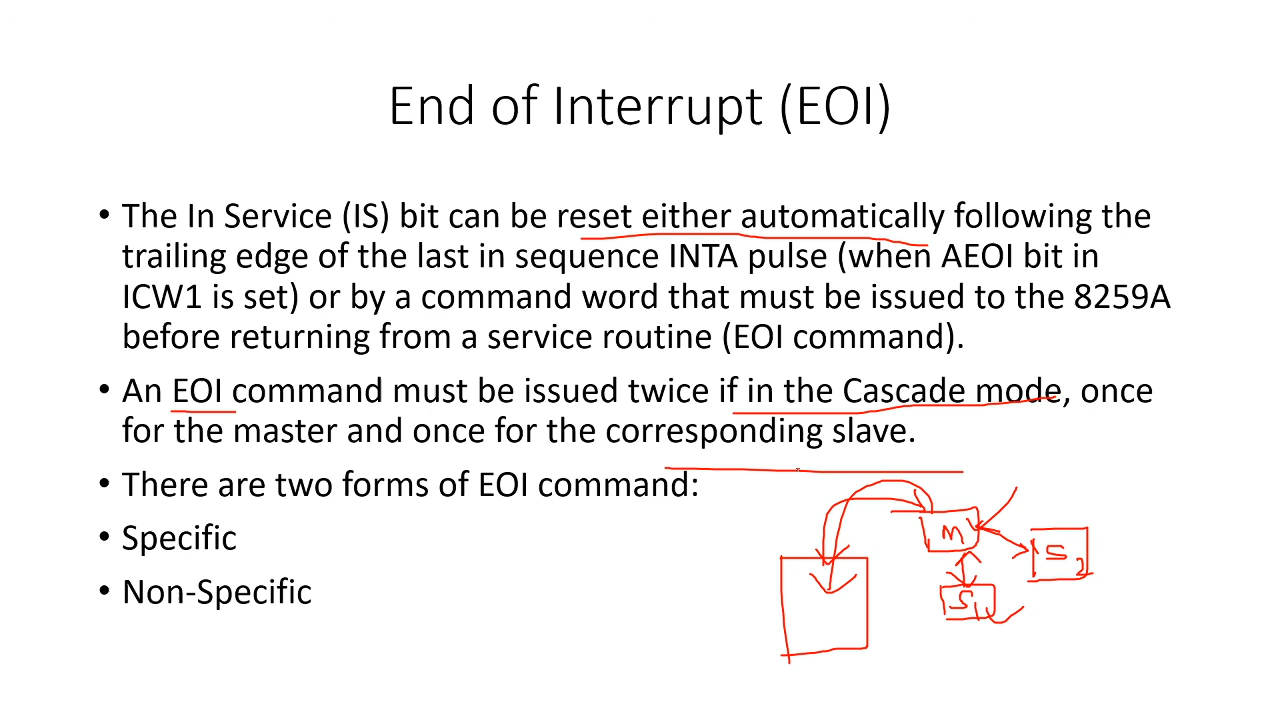 End of Interrupt (EOI)
• The In Service (IS) bit can be reset either automatically following the
trailing edge of the last in sequence INTA pulse (when AEOI bit in
ICW1 is set) or by a command word that must be issued to the 8259A
before returning from a service routine (EOI command).
• An EOI command must be issued twice if in the Cascade mode, once
for the master and once for the corresponding slave.
• There are two forms of EOI command:
• Specific
• Non-Specific
M
S2
S1